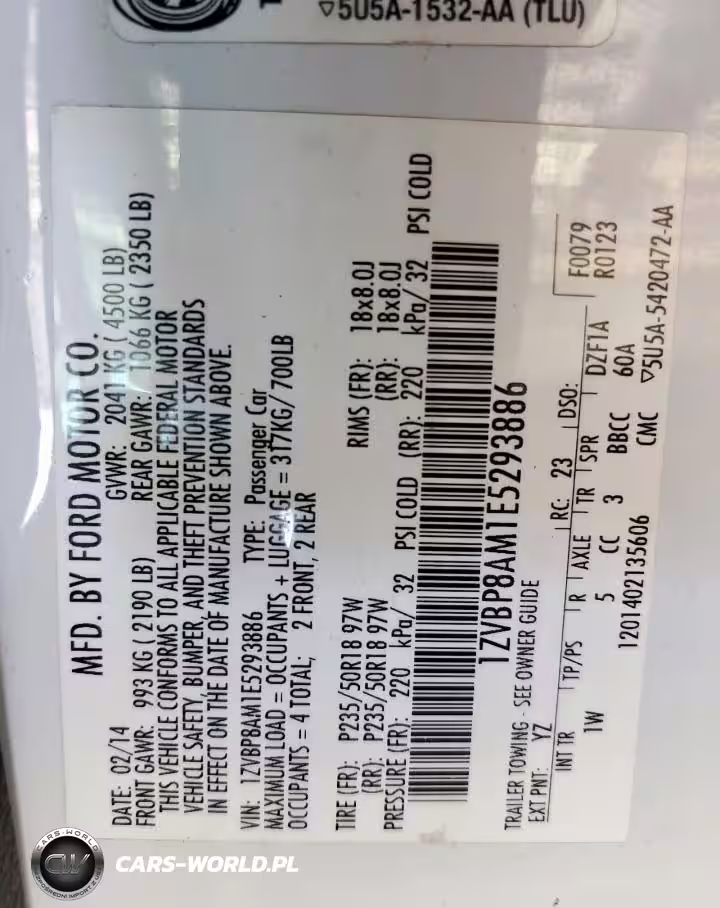 ▽5U5A-1532-AA (TLU)
MFD. BY FORD MOTOR CO.
DATE: 02/14 GVWR: 2041 KG ( 4500 LB)
FRONT GAWR: 993 KG ( 2190 LB) REAR GAWR: 1066 KG ( 2350 LB)
THIS VEHICLE CONFORMS TO ALL APPLICABLE FEDERAL MOTOR
VEHICLE SAFETY, BUMPER, AND THEFT PREVENTION STANDARDS
IN EFFECT ON THE DATE OF MANUFACTURE SHOWN ABOVE.
VIN: 1ZVBP8AM1E5293886 TYPE: Passenger Car
MAXIMUM LOAD = OCCUPANTS + LUGGAGE = 317KG/ 700LB
OCCUPANTS = 4 TOTAL; 2 FRONT, 2 REAR
TIRE (FR): P235/50R18 97W RIMS (FR): 18x8.0J
(RR): P235/50R18 97W (RR): 18x8.0J
PRESSURE (FR): 220 kPa/ 32 PSI COLD (RR): 220 kPa/ 32 PSI COLD
1ZVBP8AM1E5293886
TRAILER TOWING - SEE OWNER GUIDE
EXT PNT: YZ RC: 23 DSO: F0079
R0123
INT TR TP/PS R AXLE TR SPR DZF1A
1W 5 CC 3 BBCC 60A
1201402135606 CMC ▽5U5A-5420472-AA
CARS-WORLD
CW
BEZPOŚREDNI IMPORT Z USA
CARS-WORLD.PL